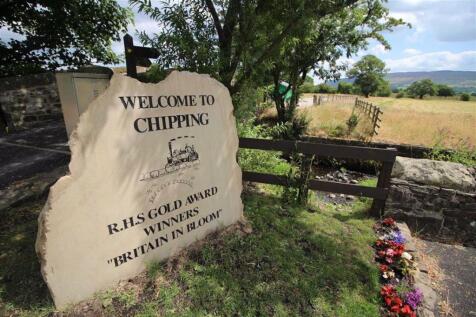 WELCOME TO
CHIPPING
R.H.S GOLD AWARD
WINNERS
"BRITAIN IN BLOOM"